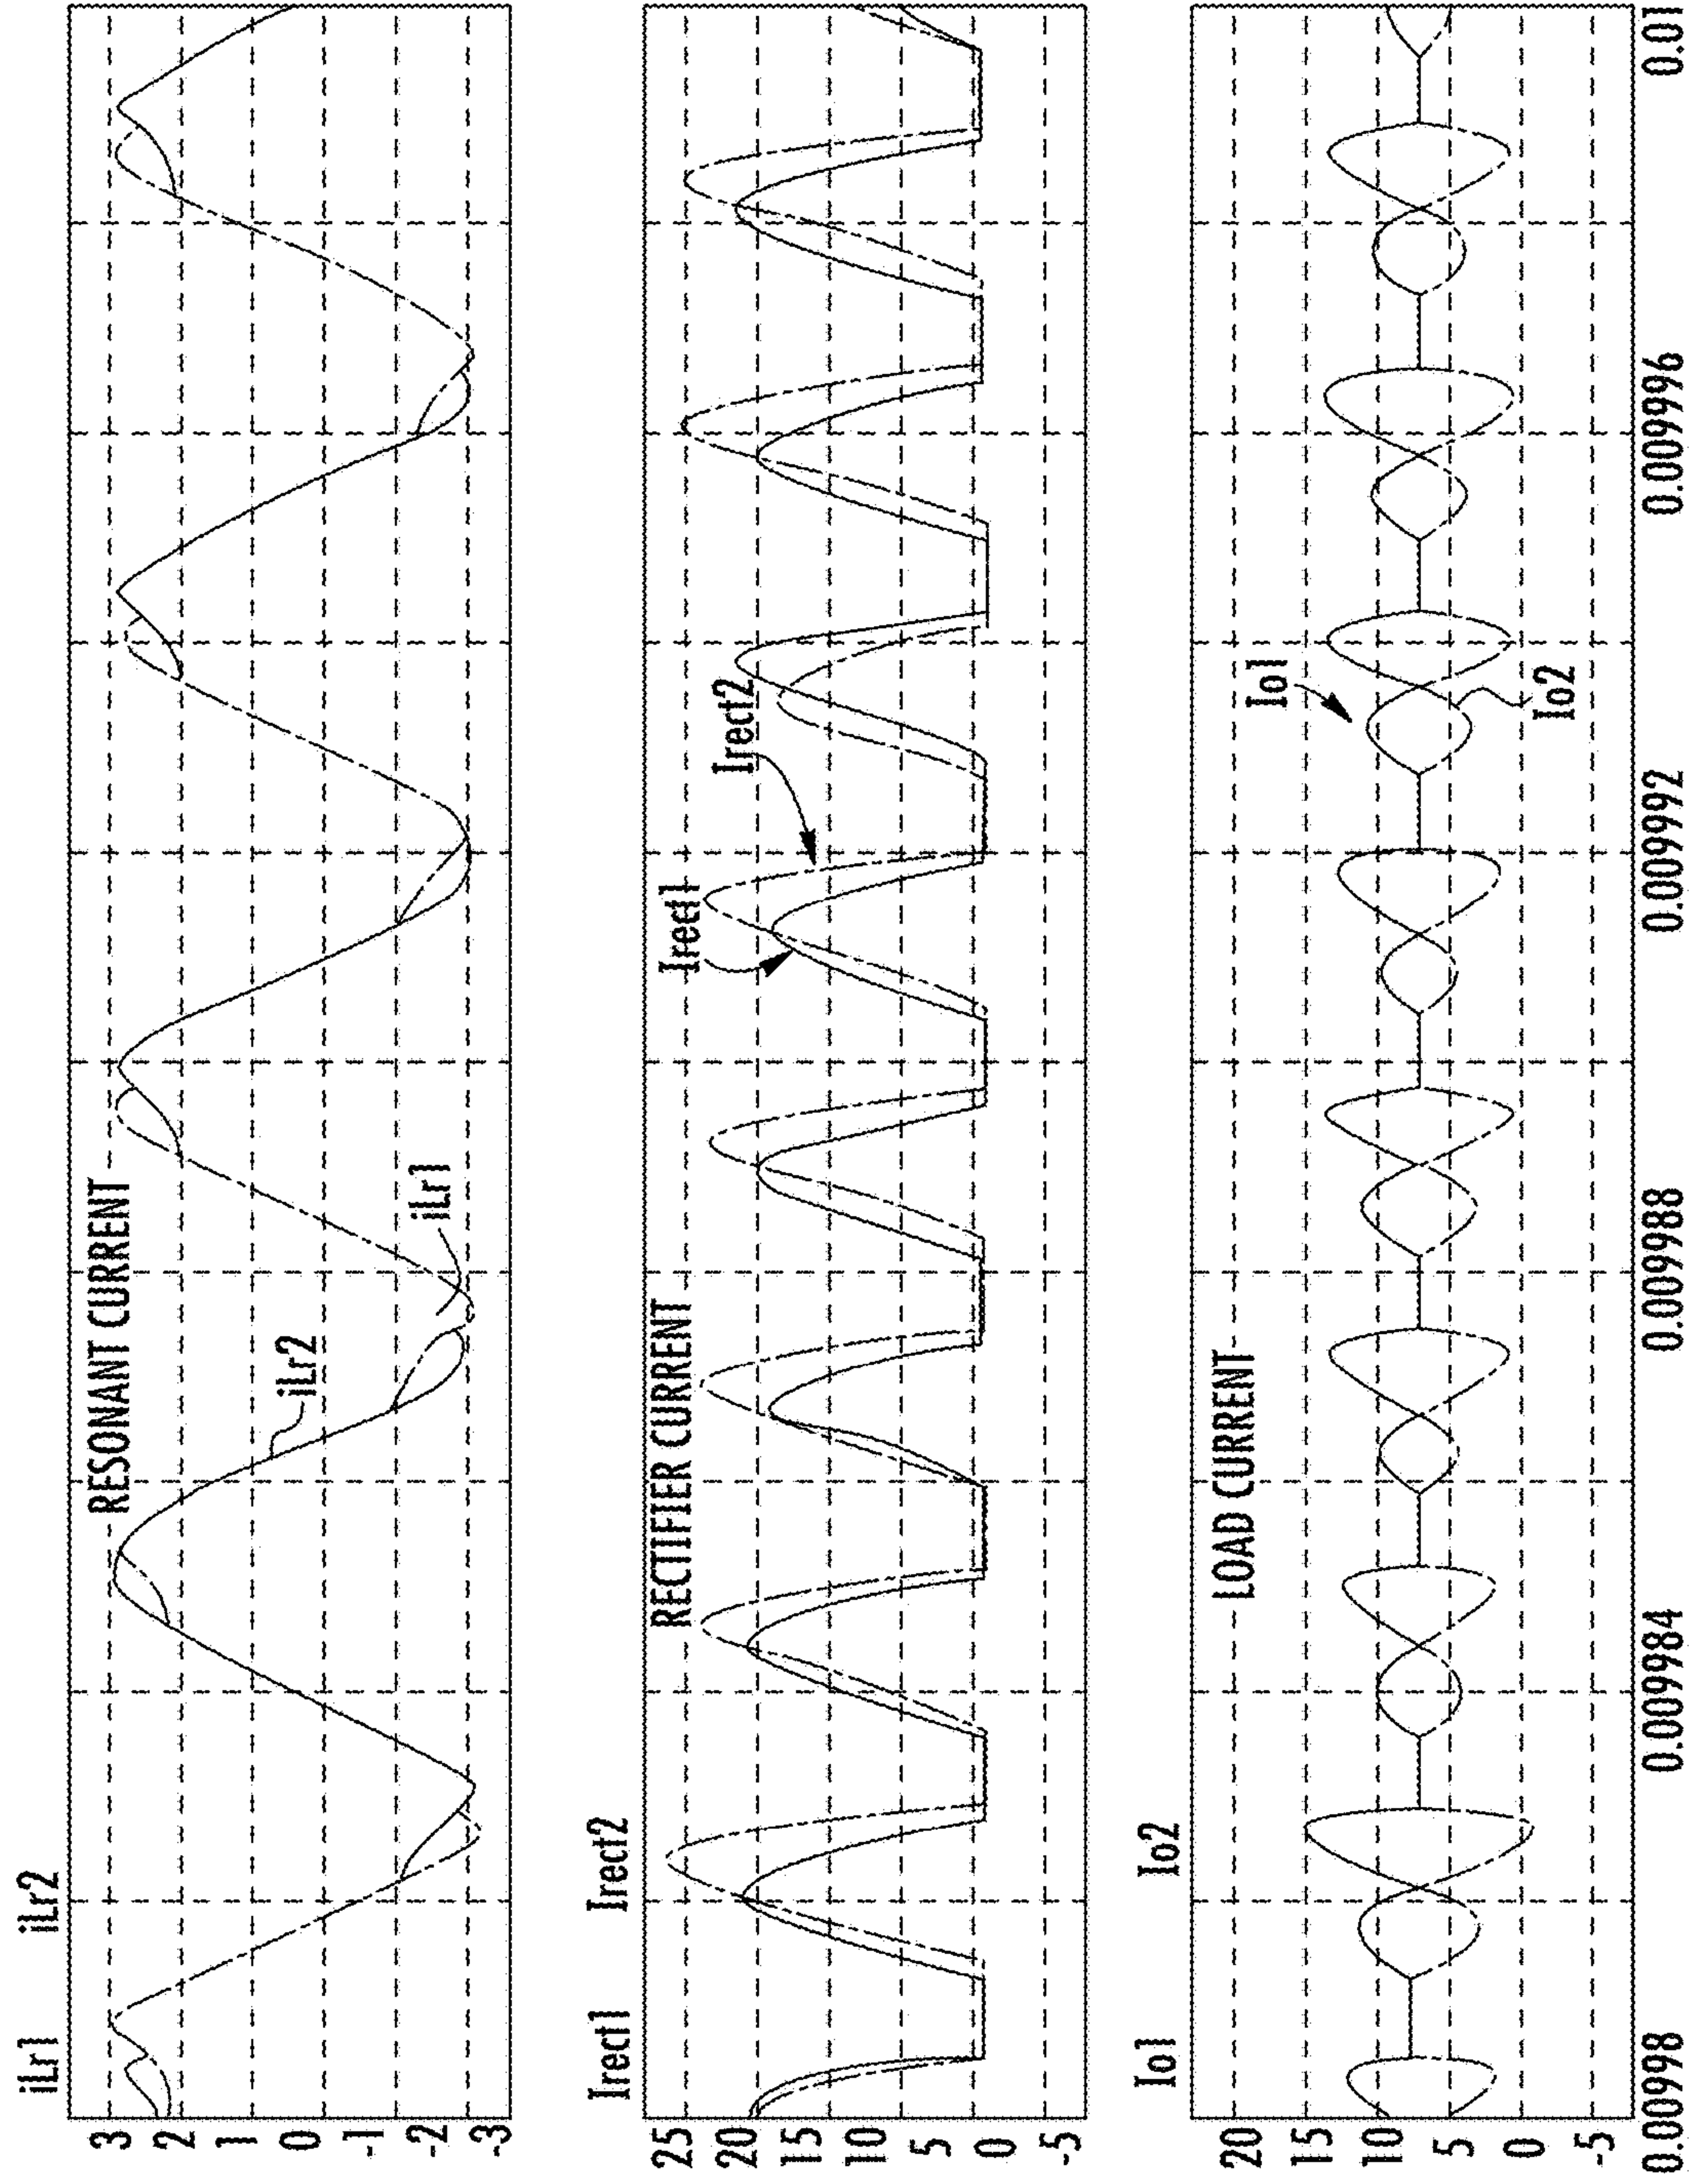 iLr1 iLr2
RESONANT CURRENT
3
2
1
0
-1
-2
-3
iLr2
iLr1
Irect1 Irect2
RECTIFIER CURRENT
25
20
15
10
5
0
-5
Irect1
Irect2
Io1 Io2
LOAD CURRENT
20
15
10
5
0
-5
Io1
Io2
0.00998 0.009984 0.009988 0.009992 0.009996 0.01